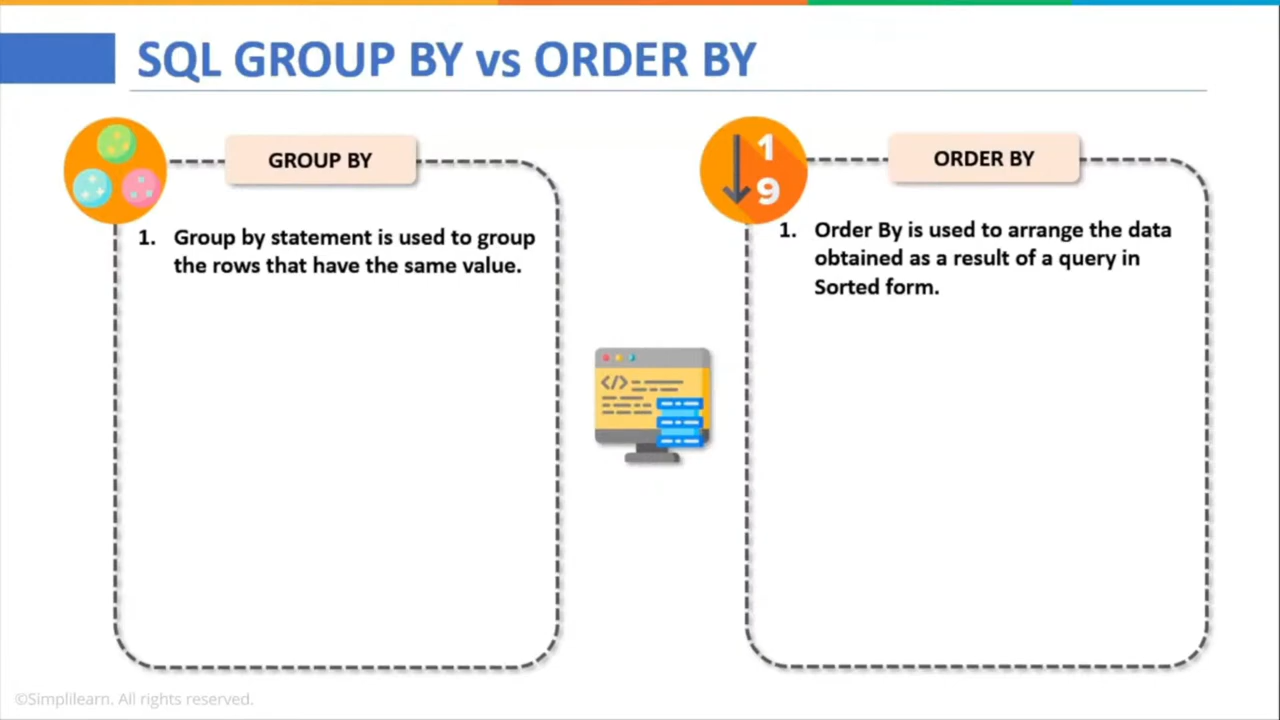 SQL GROUP BY vs ORDER BY
GROUP BY
1. Group by statement is used to group
the rows that have the same value.
1
9
ORDER BY
1. Order By is used to arrange the data
obtained as a result of a query in
Sorted form.
</>
©Simplilearn. All rights reserved.